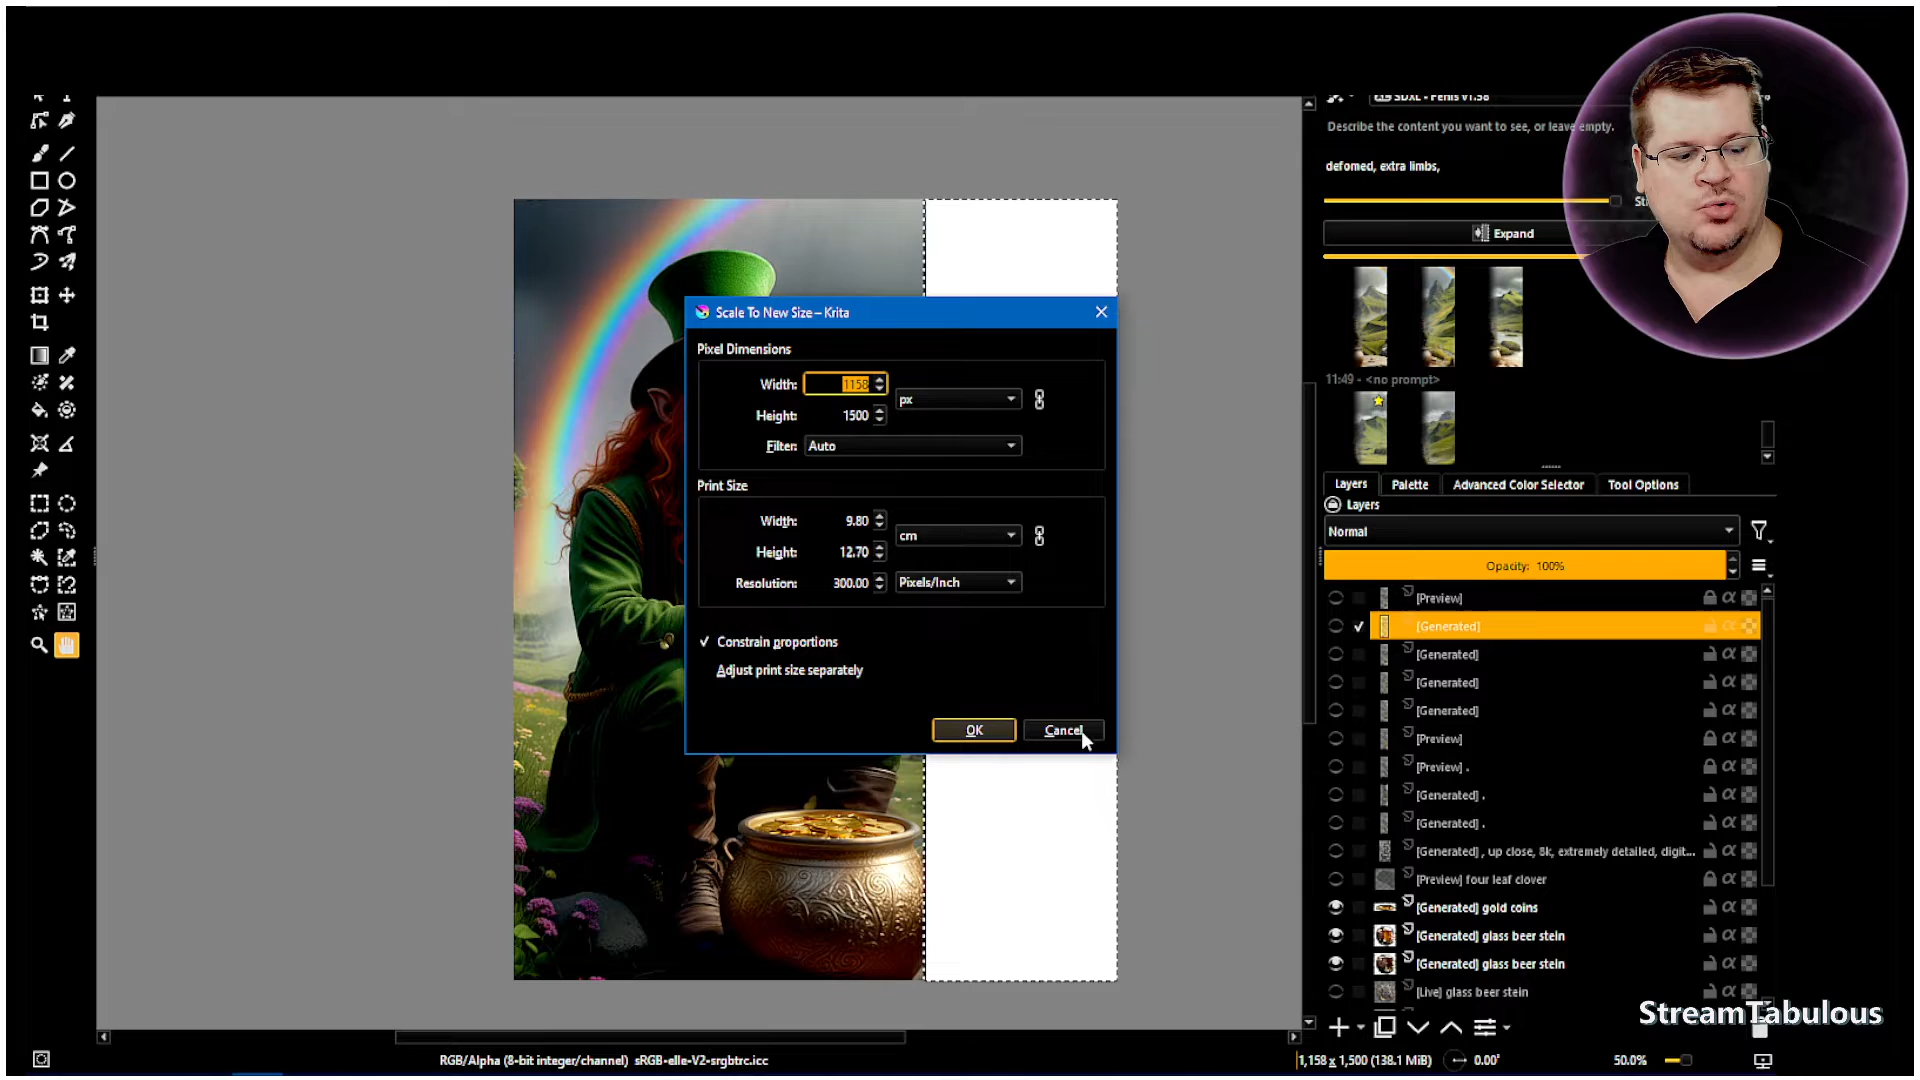 Describe the content you want to see, or leave empty.
defomed, extra limbs,
Expand
11:49 - <no prompt>
Scale To New Size – Krita
Pixel Dimensions
Width: 1158
px
Height: 1500
Filter: Auto
Print Size
Width: 9.80
cm
Height: 12.70
Resolution: 300.00 Pixels/Inch
Constrain proportions
Adjust print size separately
OK Cancel
Layers Palette Advanced Color Selector Tool Options
Layers
Normal
Opacity: 100%
[Preview]
[Generated]
[Generated]
[Generated]
[Generated]
[Preview]
[Preview] .
[Generated] .
[Generated] .
[Generated] , up close, 8k, extremely detailed, digit...
[Preview] four leaf clover
[Generated] gold coins
[Generated] glass beer stein
[Generated] glass beer stein
[Live] glass beer stein
StreamTabulous
RGB/Alpha (8-bit integer/channel) sRGB-elle-V2-srgbtrc.icc
1,158 x 1,500 (138.1 MiB)
0.00°
50.0%